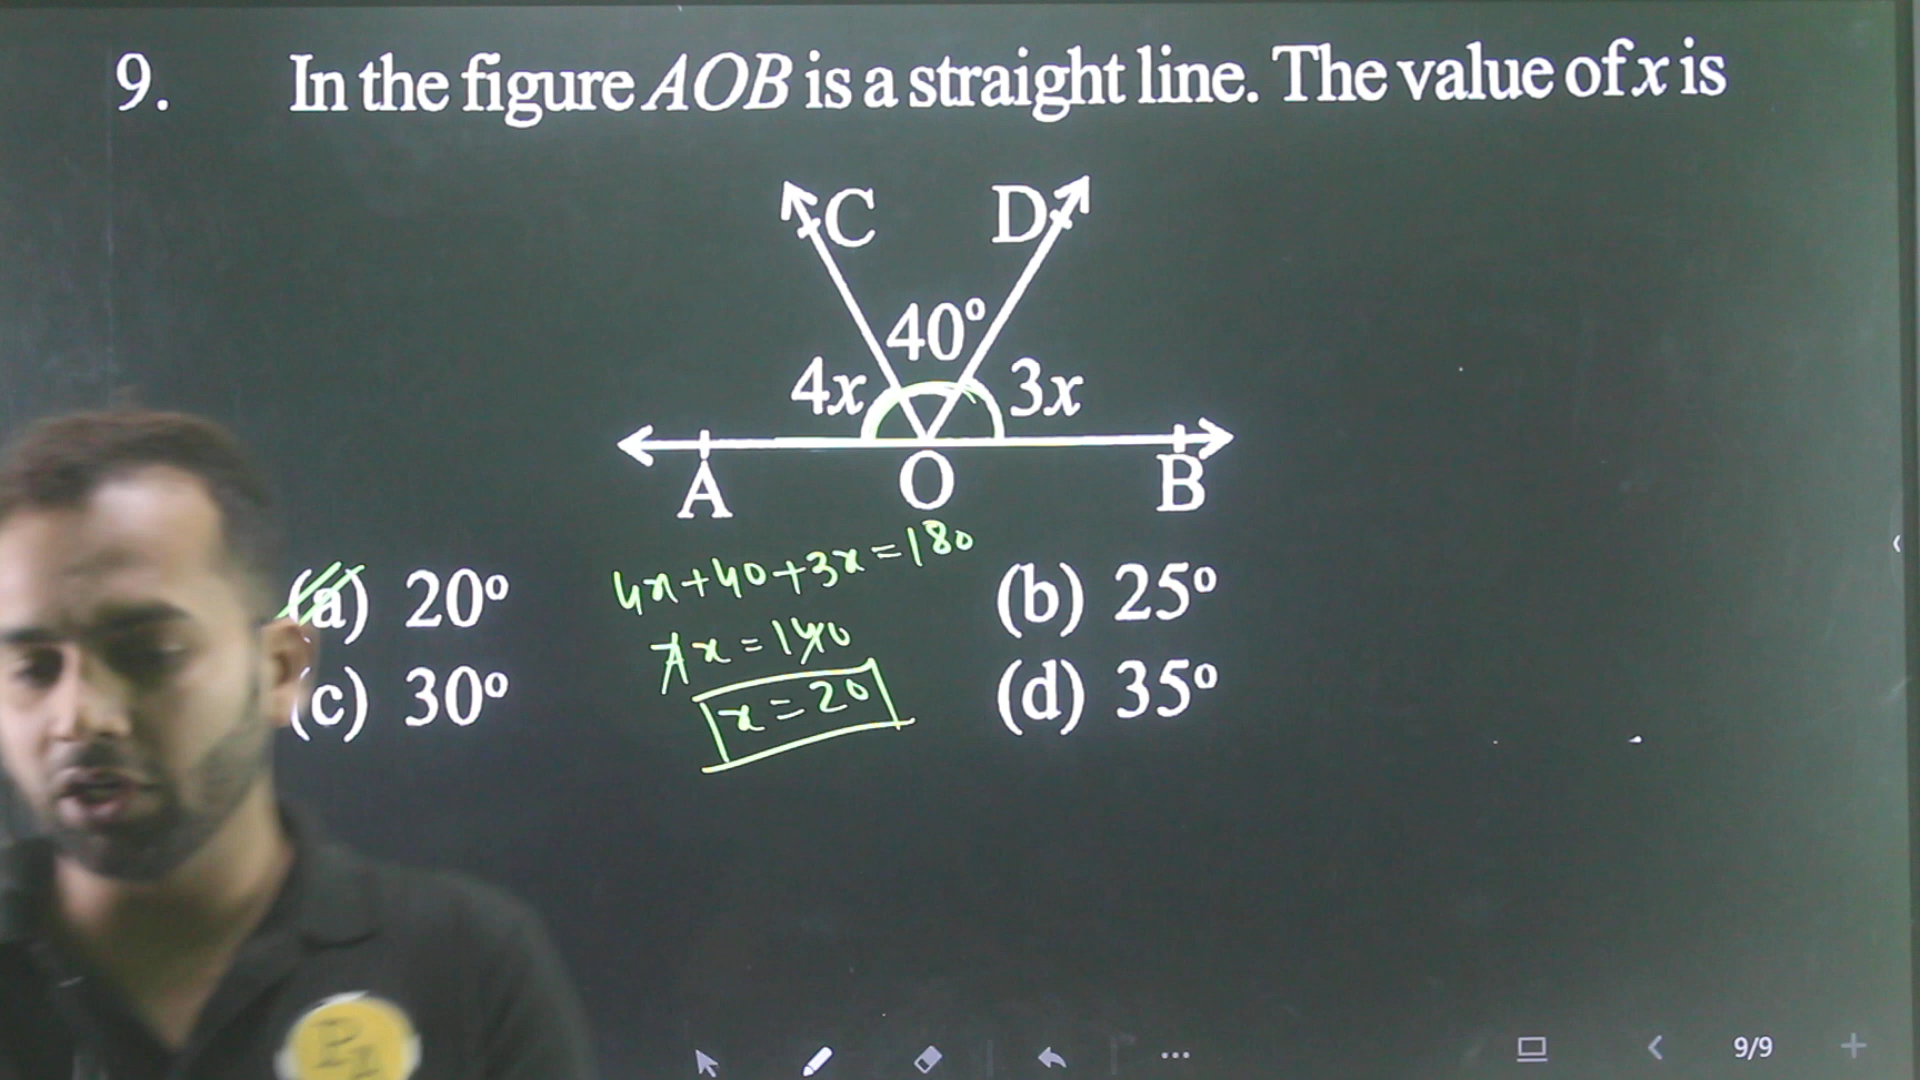 9. In the figure AOB is a straight line. The value of x is
C D
40°
4x 3x
A O B
4x+40+3x=180
7x=140
x=20
(a) 20° (b) 25°
(c) 30° (d) 35°
9/9